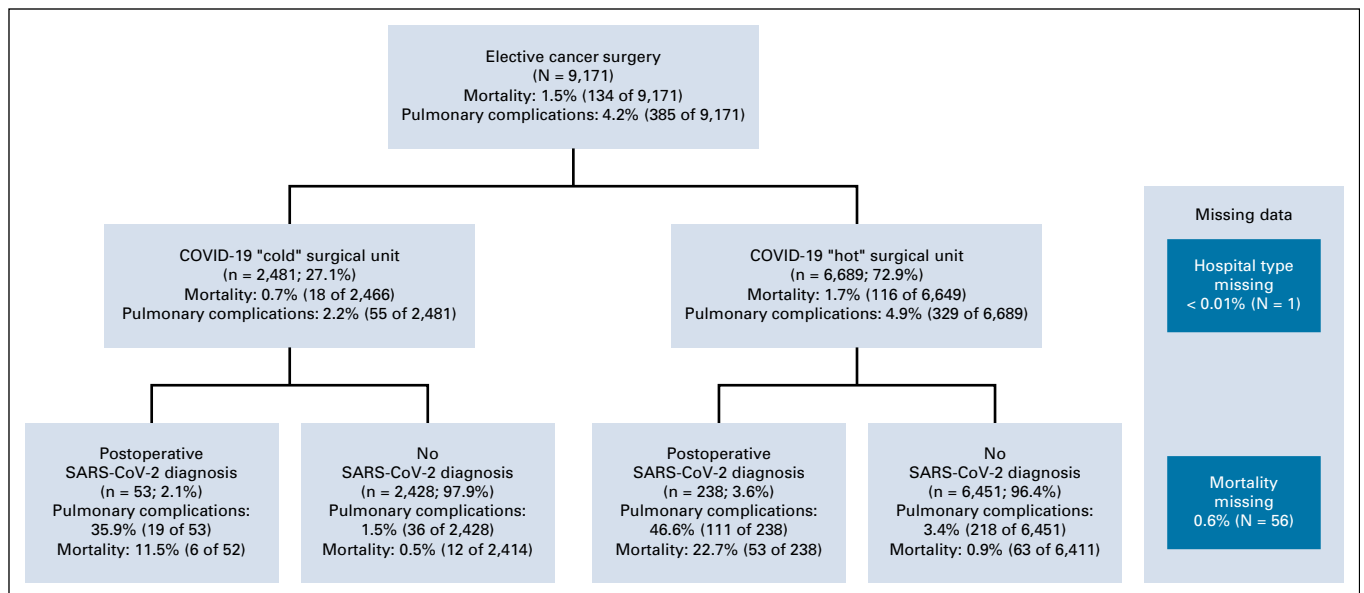 Elective cancer surgery
(N = 9,171)
Mortality: 1.5% (134 of 9,171)
Pulmonary complications: 4.2% (385 of 9,171)
COVID-19 "cold" surgical unit
(n = 2,481; 27.1%)
Mortality: 0.7% (18 of 2,466)
Pulmonary complications: 2.2% (55 of 2,481)
COVID-19 "hot" surgical unit
(n = 6,689; 72.9%)
Mortality: 1.7% (116 of 6,649)
Pulmonary complications: 4.9% (329 of 6,689)
Postoperative
SARS-CoV-2 diagnosis
(n = 53; 2.1%)
Pulmonary complications:
35.9% (19 of 53)
Mortality: 11.5% (6 of 52)
No
SARS-CoV-2 diagnosis
(n = 2,428; 97.9%)
Pulmonary complications:
1.5% (36 of 2,428)
Mortality: 0.5% (12 of 2,414)
Postoperative
SARS-CoV-2 diagnosis
(n = 238; 3.6%)
Pulmonary complications:
46.6% (111 of 238)
Mortality: 22.7% (53 of 238)
No
SARS-CoV-2 diagnosis
(n = 6,451; 96.4%)
Pulmonary complications:
3.4% (218 of 6,451)
Mortality: 0.9% (63 of 6,411)
Missing data
Hospital type
missing
< 0.01% (N = 1)
Mortality
missing
0.6% (N = 56)